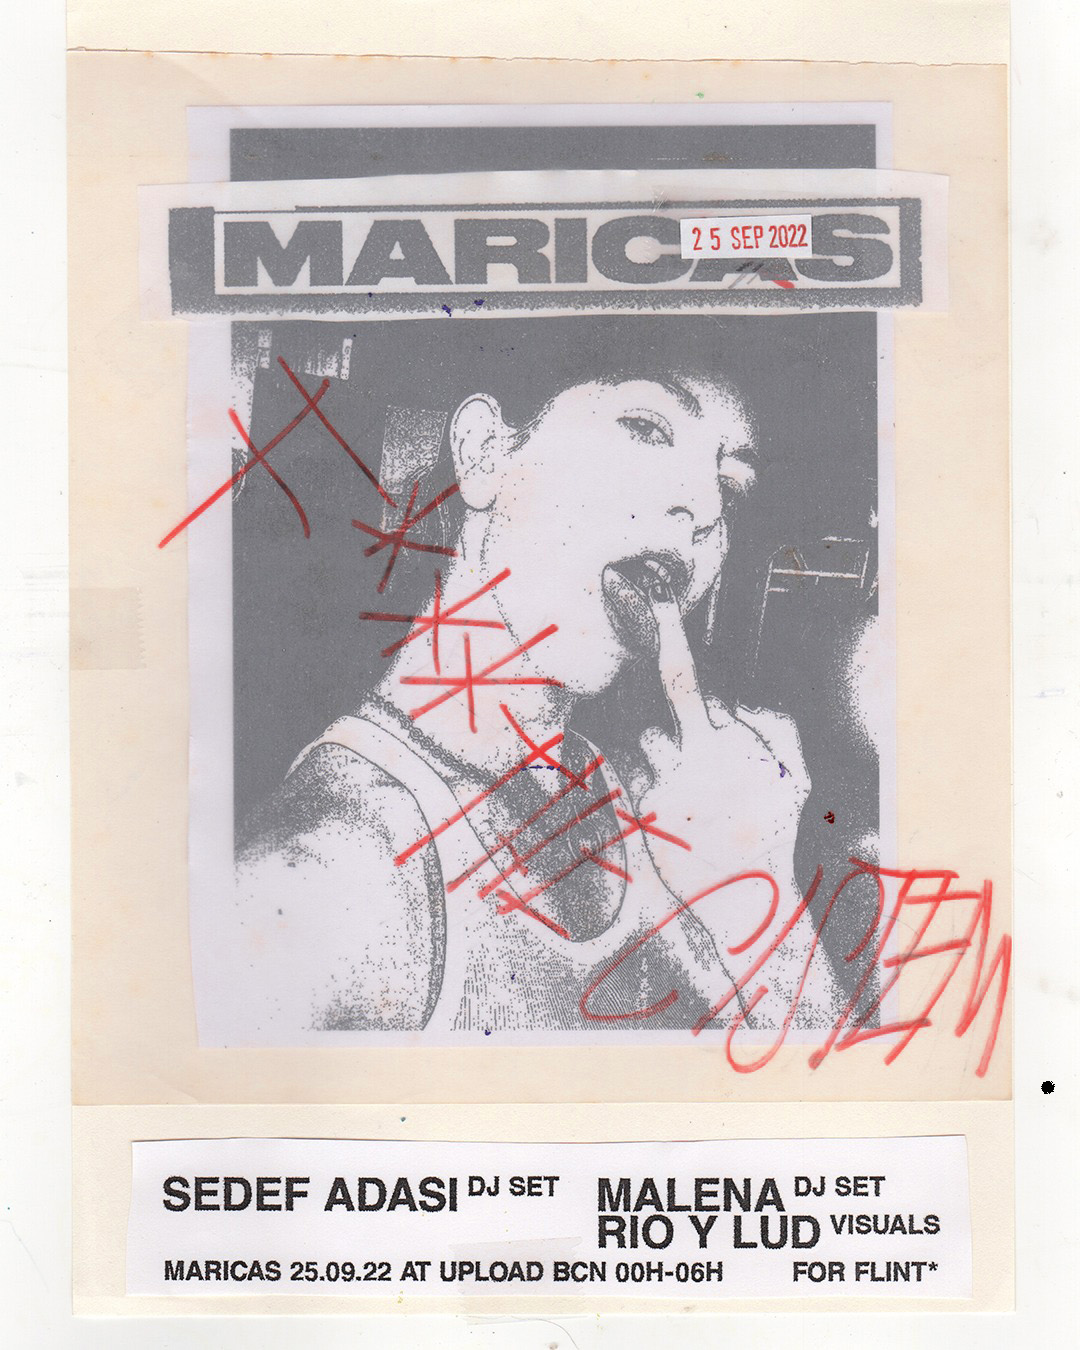 MARICAS
25 SEP 2022
SEDEF ADASI DJ SET
MALENA DJ SET
RIO Y LUD VISUALS
MARICAS 25.09.22 AT UPLOAD BCN 00H-06H
FOR FLINT*